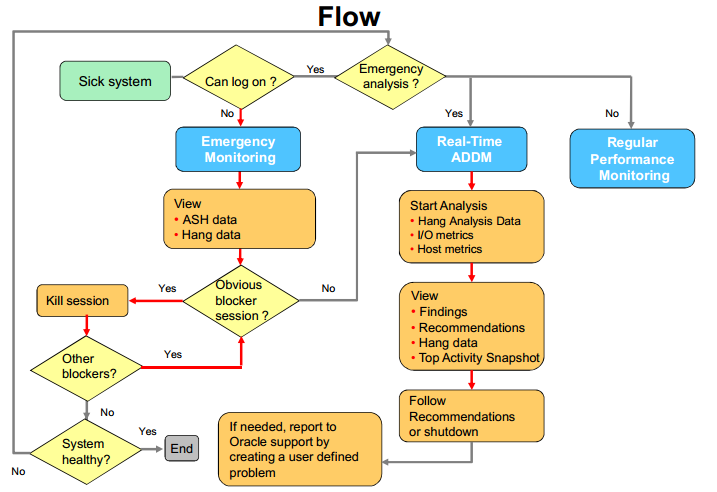 Flow
Sick system
Can log on ?
Yes
Emergency
analysis ?
No
Yes
No
Emergency
Monitoring
Real-Time
ADDM
Regular
Performance
Monitoring
View
• ASH data
• Hang data
Start Analysis
• Hang Analysis Data
• I/O metrics
• Host metrics
Obvious
blocker
session ?
Yes
No
Kill session
View
• Findings
• Recommendations
• Hang data
• Top Activity Snapshot
Other
blockers?
Yes
No
Follow
Recommendations
or shutdown
System
healthy?
Yes
End
No
If needed, report to
Oracle support by
creating a user defined
problem